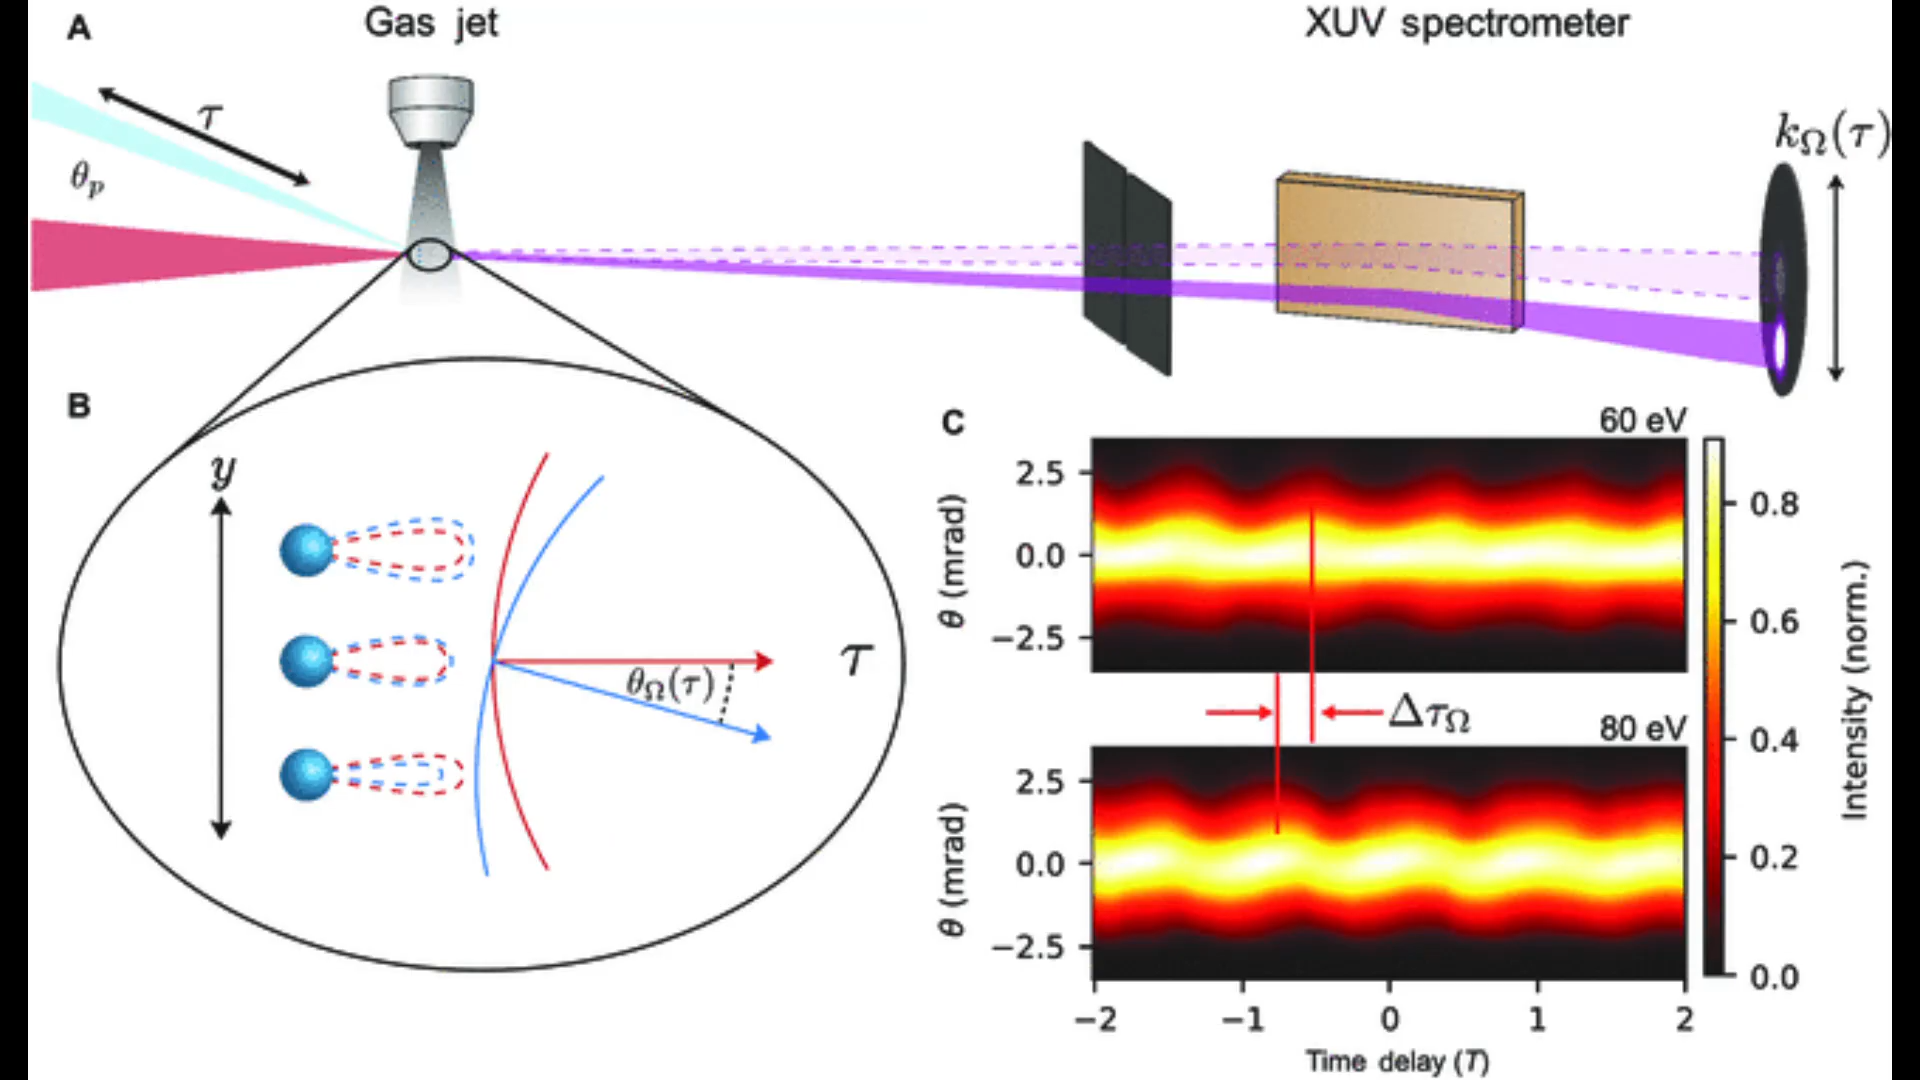 A
Gas jet
XUV spectrometer
τ
θp
kΩ(τ)
B
y
θΩ(τ)
τ
C
60 eV
2.5
0.0
−2.5
θ (mrad)
ΔτΩ
80 eV
2.5
0.0
−2.5
θ (mrad)
−2 −1 0 1 2
Time delay (T)
0.8
0.6
0.4
0.2
0.0
Intensity (norm.)